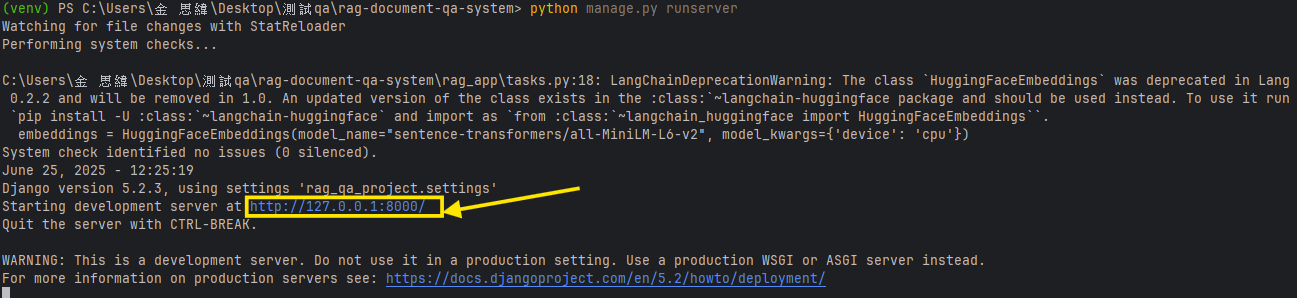 (venv) PS C:\Users\金 思緯\Desktop\測試qa\rag-document-qa-system> python manage.py runserver
Watching for file changes with StatReloader
Performing system checks...
C:\Users\金 思緯\Desktop\測試qa\rag-document-qa-system\rag_app\tasks.py:18: LangChainDeprecationWarning: The class `HuggingFaceEmbeddings` was deprecated in Lang
0.2.2 and will be removed in 1.0. An updated version of the class exists in the :class:`~langchain-huggingface package and should be used instead. To use it run
`pip install -U :class:`~langchain-huggingface` and import as `from :class:`~langchain_huggingface import HuggingFaceEmbeddings``.
embeddings = HuggingFaceEmbeddings(model_name="sentence-transformers/all-MiniLM-L6-v2", model_kwargs={'device': 'cpu'})
System check identified no issues (0 silenced).
June 25, 2025 - 12:25:19
Django version 5.2.3, using settings 'rag_qa_project.settings'
Starting development server at http://127.0.0.1:8000/
Quit the server with CTRL-BREAK.
WARNING: This is a development server. Do not use it in a production setting. Use a production WSGI or ASGI server instead.
For more information on production servers see: https://docs.djangoproject.com/en/5.2/howto/deployment/